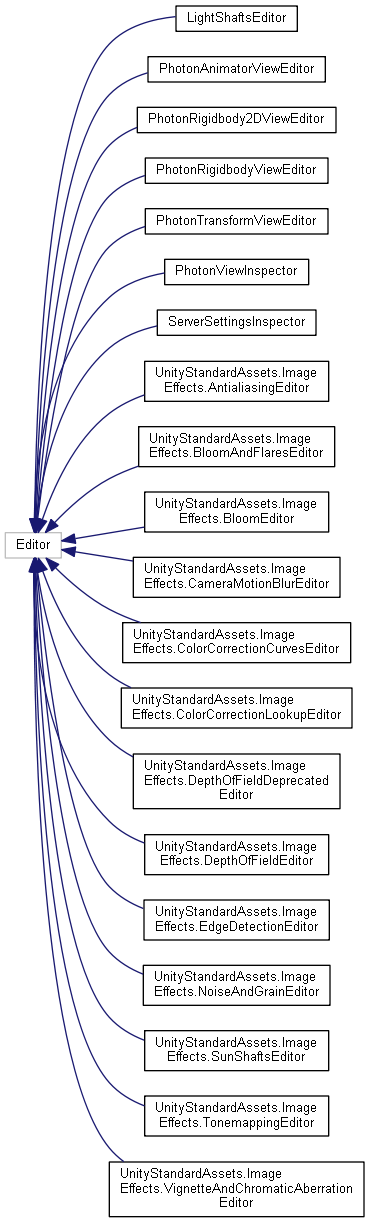 LightShaftsEditor
PhotonAnimatorViewEditor
PhotonRigidbody2DViewEditor
PhotonRigidbodyViewEditor
PhotonTransformViewEditor
PhotonViewInspector
ServerSettingsInspector
UnityStandardAssets.Image
Effects.AntialiasingEditor
UnityStandardAssets.Image
Effects.BloomAndFlaresEditor
UnityStandardAssets.Image
Effects.BloomEditor
Editor
UnityStandardAssets.Image
Effects.CameraMotionBlurEditor
UnityStandardAssets.Image
Effects.ColorCorrectionCurvesEditor
UnityStandardAssets.Image
Effects.ColorCorrectionLookupEditor
UnityStandardAssets.Image
Effects.DepthOfFieldDeprecated
Editor
UnityStandardAssets.Image
Effects.DepthOfFieldEditor
UnityStandardAssets.Image
Effects.EdgeDetectionEditor
UnityStandardAssets.Image
Effects.NoiseAndGrainEditor
UnityStandardAssets.Image
Effects.SunShaftsEditor
UnityStandardAssets.Image
Effects.TonemappingEditor
UnityStandardAssets.Image
Effects.VignetteAndChromaticAberration
Editor